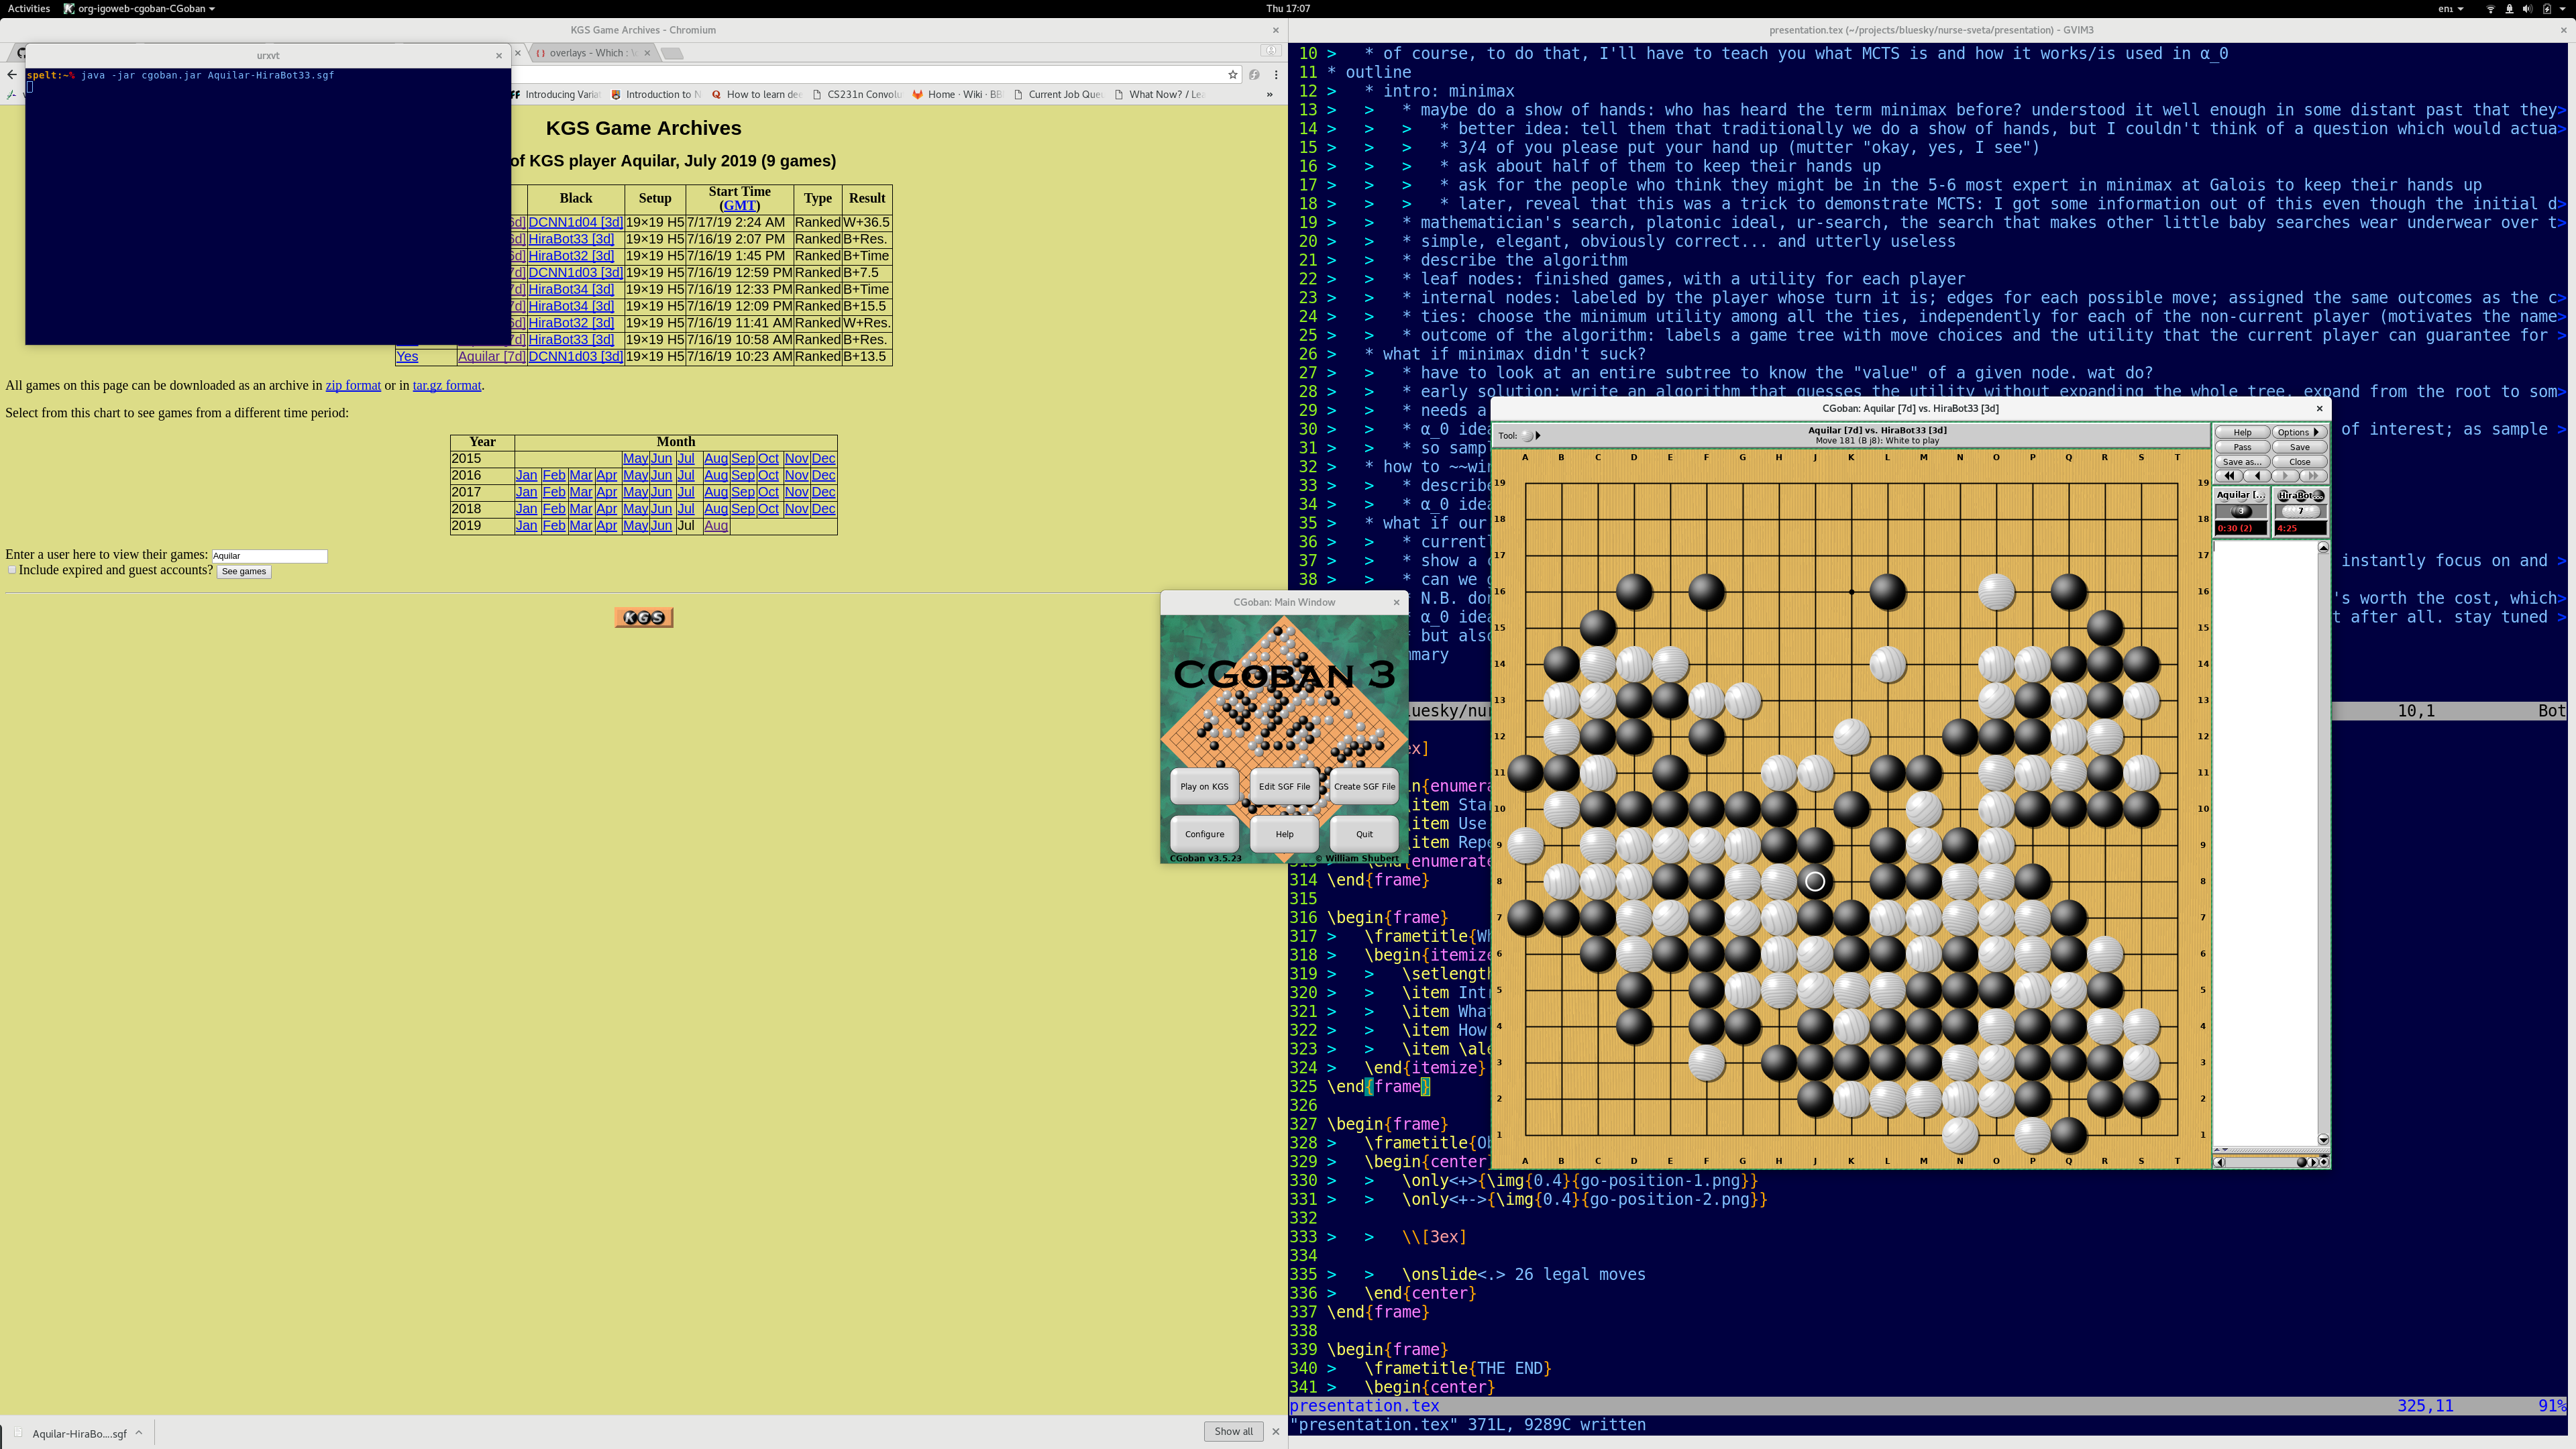 Activities org-igoweb-cgoban-CGoban Thu 17:07 en₁
KGS Game Archives - Chromium
overlays - Which :
urxvt
spelt:~% java -jar cgoban.jar Aquilar-HiraBot33.sgf
Introducing Varia Introduction to N How to learn dee CS231n Convolu Home · Wiki · BB Current Job Que What Now? / Lea »
KGS Game Archives
of KGS player Aquilar, July 2019 (9 games)
Black Setup Start Time (GMT) Type Result
6d] DCNN1d04 [3d] 19×19 H5 7/17/19 2:24 AM Ranked W+36.5
6d] HiraBot33 [3d] 19×19 H5 7/16/19 2:07 PM Ranked B+Res.
6d] HiraBot32 [3d] 19×19 H5 7/16/19 1:45 PM Ranked B+Time
7d] DCNN1d03 [3d] 19×19 H5 7/16/19 12:59 PM Ranked B+7.5
7d] HiraBot34 [3d] 19×19 H5 7/16/19 12:33 PM Ranked B+Time
7d] HiraBot34 [3d] 19×19 H5 7/16/19 12:09 PM Ranked B+15.5
6d] HiraBot32 [3d] 19×19 H5 7/16/19 11:41 AM Ranked W+Res.
7d] HiraBot33 [3d] 19×19 H5 7/16/19 10:58 AM Ranked B+Res.
Yes Aquilar [7d] DCNN1d03 [3d] 19×19 H5 7/16/19 10:23 AM Ranked B+13.5
All games on this page can be downloaded as an archive in zip format or in tar.gz format.
Select from this chart to see games from a different time period:
Year Month
2015 May Jun Jul Aug Sep Oct Nov Dec
2016 Jan Feb Mar Apr May Jun Jul Aug Sep Oct Nov Dec
2017 Jan Feb Mar Apr May Jun Jul Aug Sep Oct Nov Dec
2018 Jan Feb Mar Apr May Jun Jul Aug Sep Oct Nov Dec
2019 Jan Feb Mar Apr May Jun Jul Aug
Enter a user here to view their games: Aquilar
Include expired and guest accounts? See games
KGS
Aquilar-HiraBo....sgf
Show all
CGoban: Main Window
CGOBAN 3
Play on KGS Edit SGF File Create SGF File
Configure Help Quit
CGoban v3.5.23 © William Shubert
presentation.tex (~/projects/bluesky/nurse-sveta/presentation) - GVIM3
10 > * of course, to do that, I'll have to teach you what MCTS is and how it works/is used in α_0
11 * outline
12 > * intro: minimax
13 > > * maybe do a show of hands: who has heard the term minimax before? understood it well enough in some distant past that they>
14 > > > * better idea: tell them that traditionally we do a show of hands, but I couldn't think of a question which would actua>
15 > > > * 3/4 of you please put your hand up (mutter "okay, yes, I see")
16 > > > * ask about half of them to keep their hands up
17 > > > * ask for the people who think they might be in the 5-6 most expert in minimax at Galois to keep their hands up
18 > > > * later, reveal that this was a trick to demonstrate MCTS: I got some information out of this even though the initial d>
19 > > * mathematician's search, platonic ideal, ur-search, the search that makes other little baby searches wear underwear over t>
20 > > * simple, elegant, obviously correct... and utterly useless
21 > > * describe the algorithm
22 > > * leaf nodes: finished games, with a utility for each player
23 > > * internal nodes: labeled by the player whose turn it is; edges for each possible move; assigned the same outcomes as the c>
24 > > * ties: choose the minimum utility among all the ties, independently for each of the non-current player (motivates the name>
25 > > * outcome of the algorithm: labels a game tree with move choices and the utility that the current player can guarantee for >
26 > * what if minimax didn't suck?
27 > > * have to look at an entire subtree to know the "value" of a given node. wat do?
28 > > * early solution: write an algorithm that guesses the utility without expanding the whole tree, expand from the root to som>
29 > > * needs a
30 > > * α_0 idea of interest; as sample >
31 > > * so samp
32 > * how to ~~win
33 > > * describe
34 > > * α_0 idea
35 > * what if our
36 > > * currentl
37 > > * show a instantly focus on and >
38 > > * can we
N.B. don 's worth the cost, which>
α_0 idea t after all. stay tuned >
but also
mmary
luesky/nur 10,1 Bot
ex]
n{enumera
item Star
item Use
item Repe
\end{enumerate
314 \end{frame}
315
316 \begin{frame}
317 > \frametitle{Wh
318 > \begin{itemize
319 > > \setlength
320 > > \item Intr
321 > > \item What
322 > > \item How
323 > > \item \ale
324 > \end{itemize}
325 \end{frame}
326
327 \begin{frame}
328 > \frametitle{Ob
329 > \begin{center
330 > > \only<+>{\img{0.4}{go-position-1.png}}
331 > > \only<+->{\img{0.4}{go-position-2.png}}
332
333 > > \\[3ex]
334
335 > > \onslide<.> 26 legal moves
336 > \end{center}
337 \end{frame}
338
339 \begin{frame}
340 > \frametitle{THE END}
341 > \begin{center}
presentation.tex 325,11 91%
"presentation.tex" 371L, 9289C written
CGoban: Aquilar [7d] vs. HiraBot33 [3d]
Tool: Aquilar [7d] vs. HiraBot33 [3d]
Move 181 (B j8): White to play
Help Options
Pass Save
Save as... Close
Aquilar [... HiraBot...
3 7
0:30 (2) 4:25
A B C D E F G H J K L M N O P Q R S T
19 19
18 18
17 17
16 16
15 15
14 14
13 13
12 12
11 11
10 10
9 9
8 8
7 7
6 6
5 5
4 4
3 3
2 2
1 1
A B C D E F G H J K L M N O P Q R S T